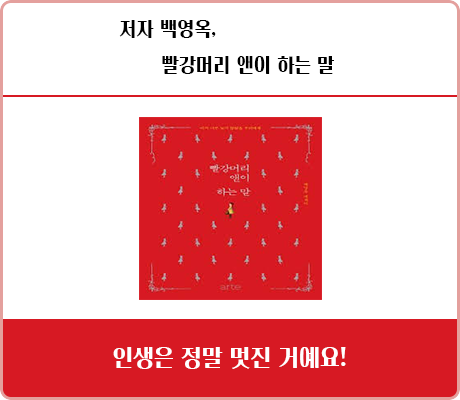 저자 백영옥,
빨강머리 앤이 하는 말
빨강머리
앤이
하는 말
arte
인생은 정말 멋진 거예요!